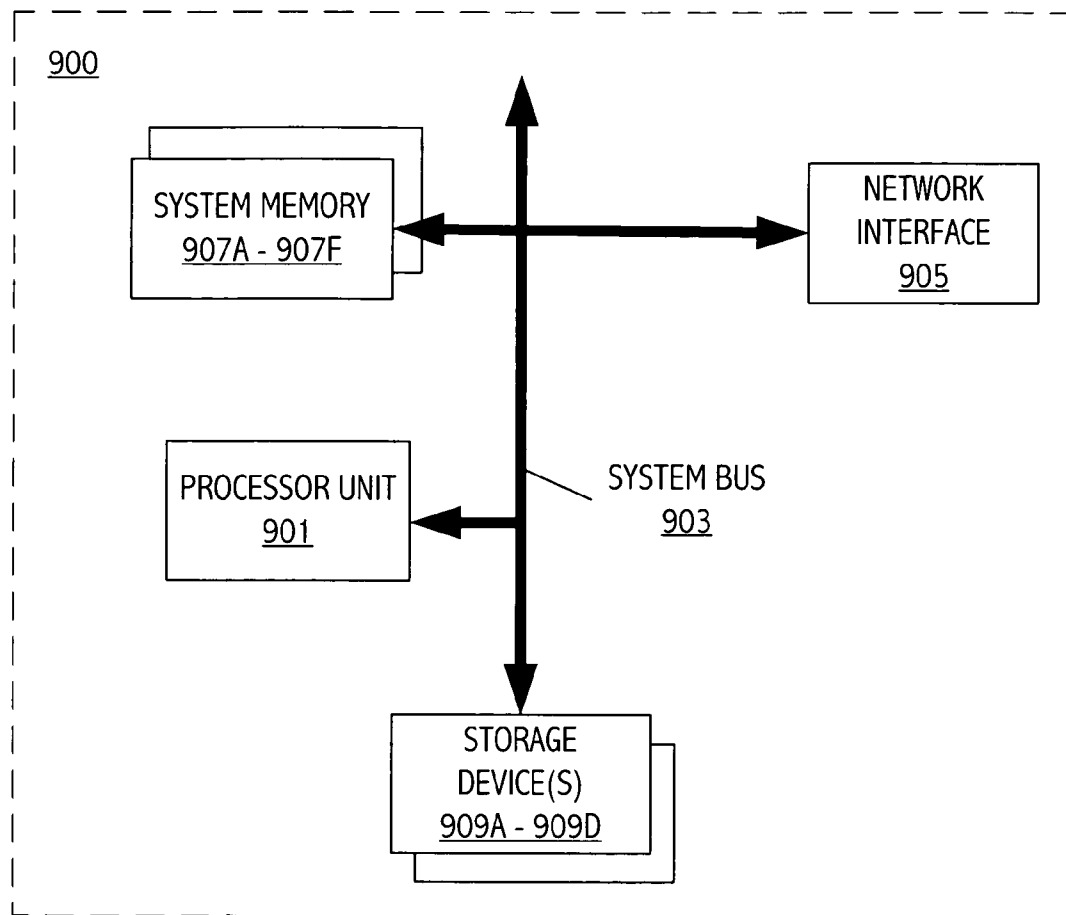 900
SYSTEM MEMORY
907A - 907F
NETWORK
INTERFACE
905
PROCESSOR UNIT
901
SYSTEM BUS
903
STORAGE
DEVICE(S)
909A - 909D